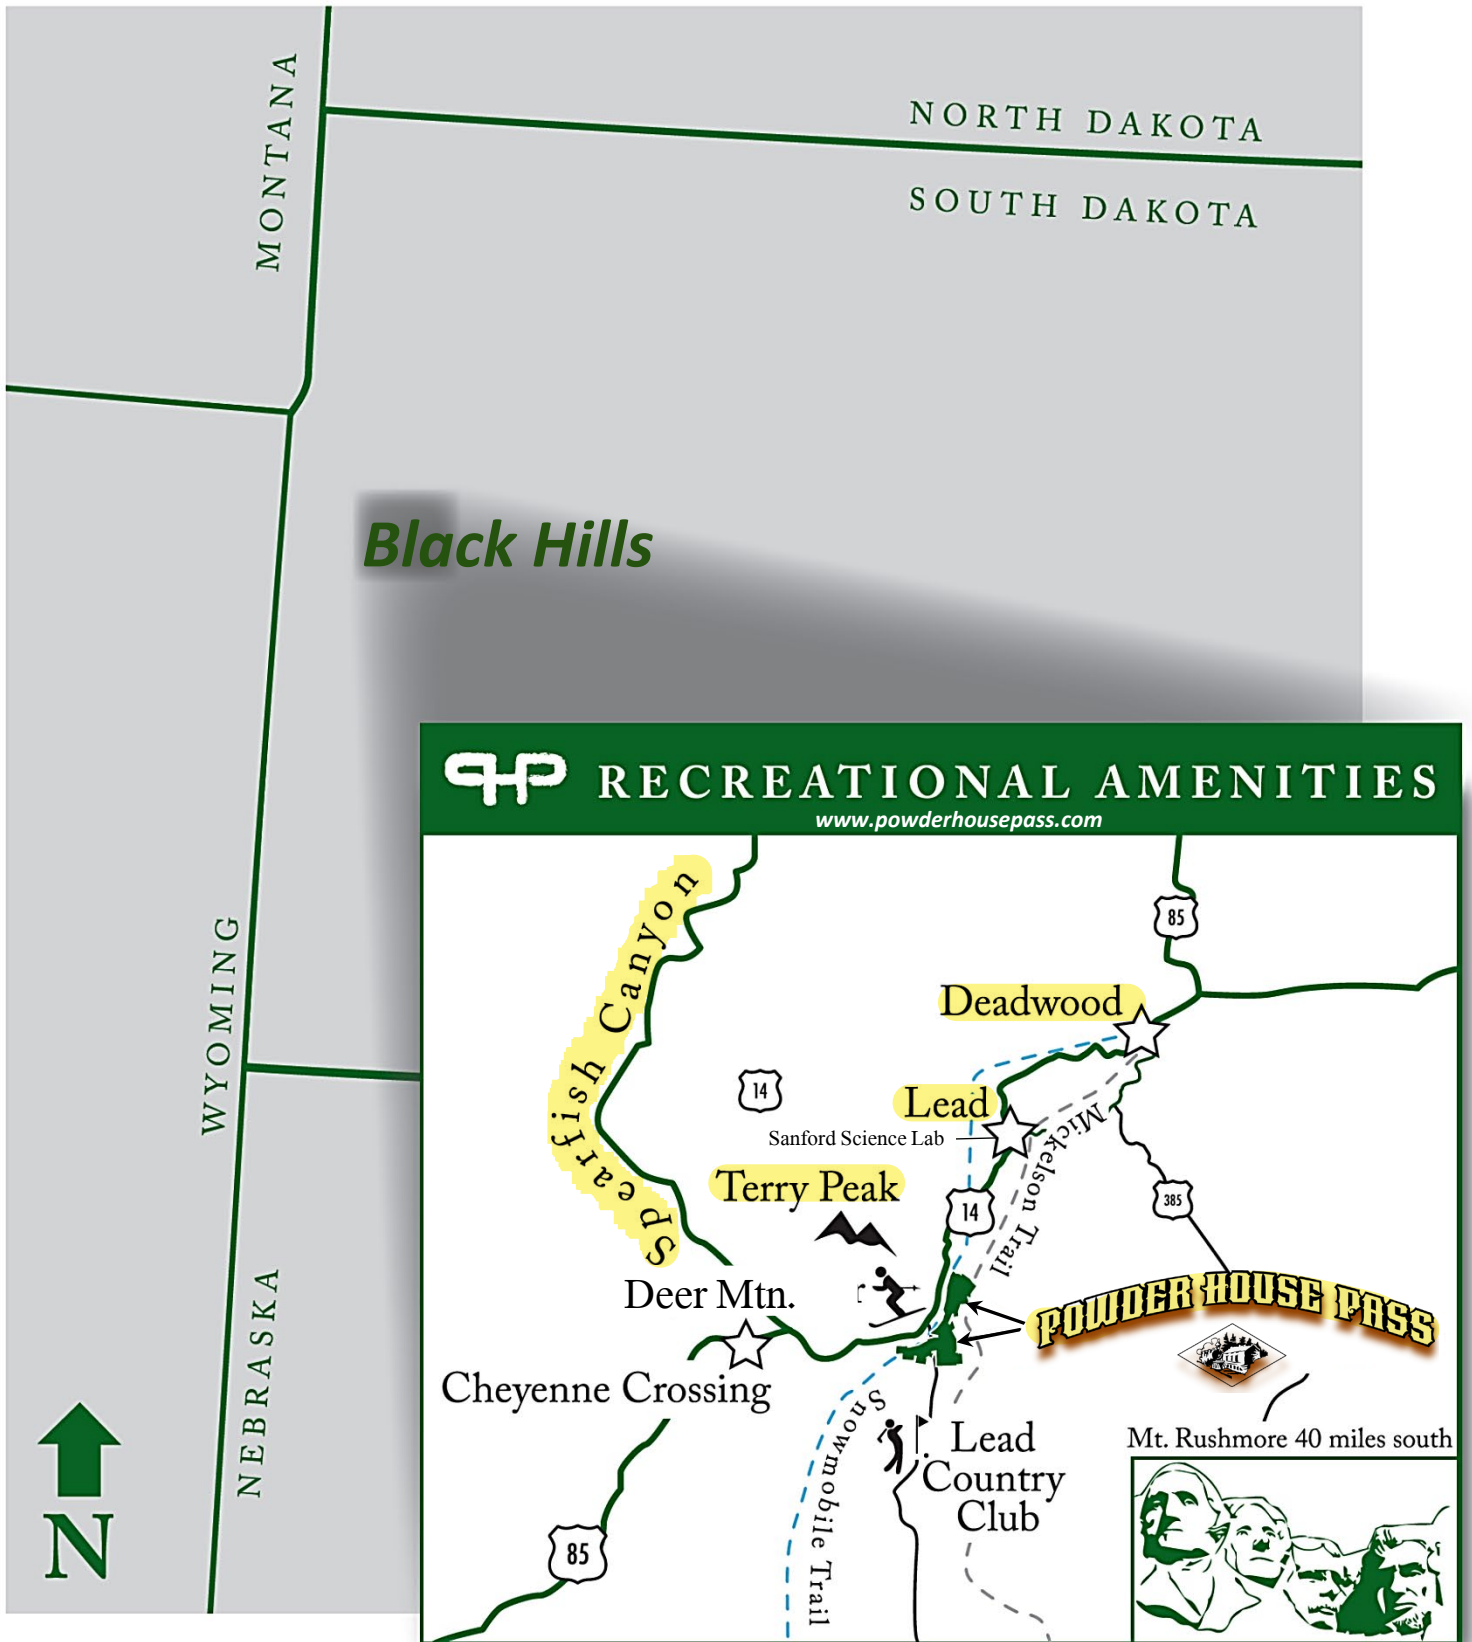 MONTANA
NORTH DAKOTA
SOUTH DAKOTA
Black Hills
WYOMING
NEBRASKA
N
PHP RECREATIONAL AMENITIES
www.powderhousepass.com
Spearfish Canyon
85
Deadwood
14
Lead
Sanford Science Lab
Mickelson Trail
Terry Peak
14
385
Deer Mtn.
POWDER HOUSE PASS
Cheyenne Crossing
Snowmobile Trail
Lead
Country
Club
Mt. Rushmore 40 miles south
85